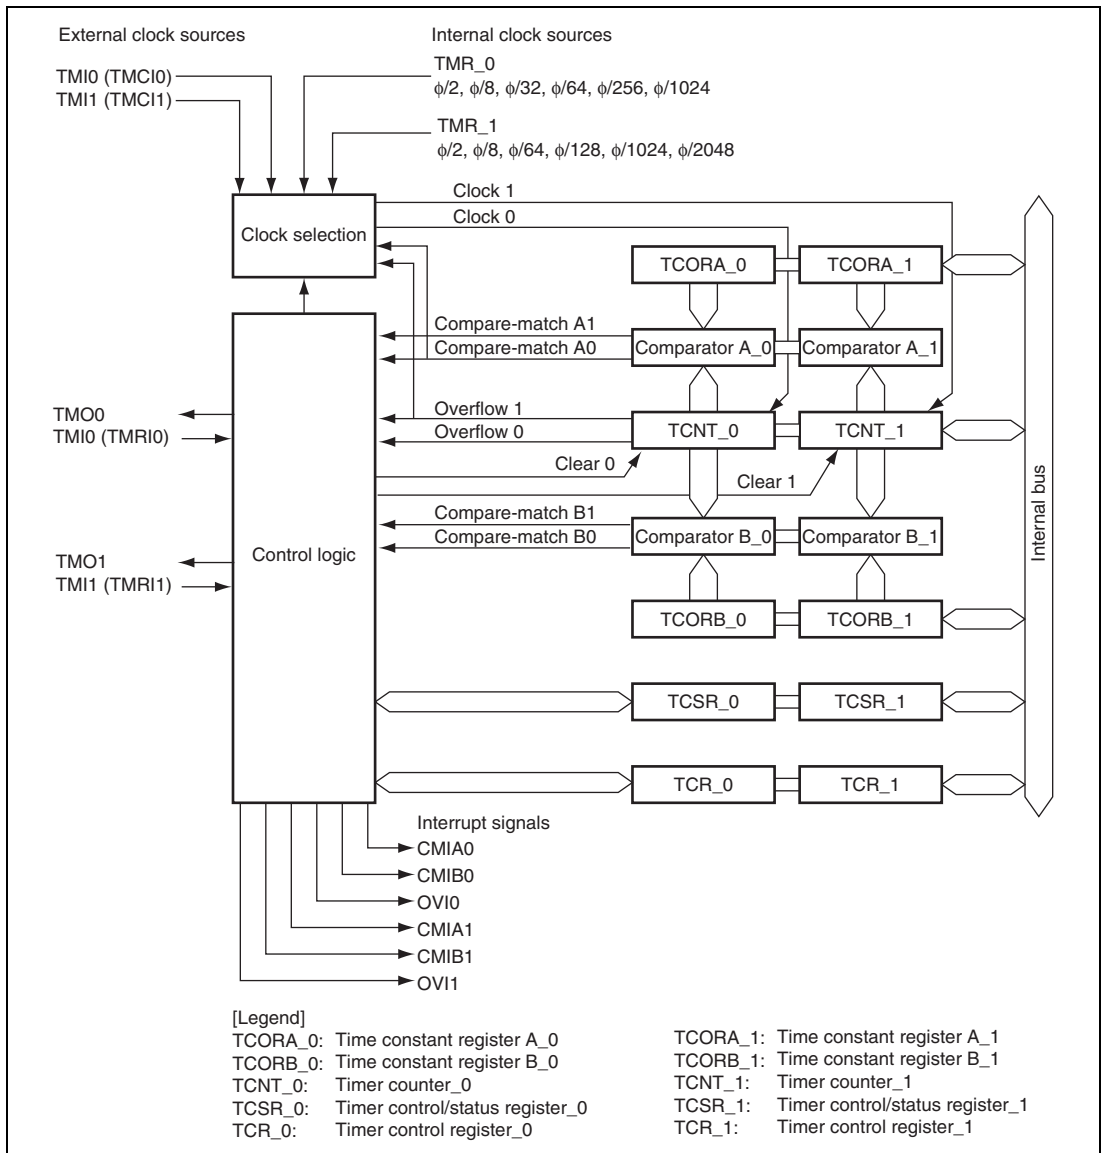 External clock sources
Internal clock sources
TMI0 (TMCI0)
TMI1 (TMCI1)
TMR_0
ϕ/2, ϕ/8, ϕ/32, ϕ/64, ϕ/256, ϕ/1024
TMR_1
ϕ/2, ϕ/8, ϕ/64, ϕ/128, ϕ/1024, ϕ/2048
Clock 1
Clock 0
Clock selection
TCORA_0
TCORA_1
Compare-match A1
Compare-match A0
Comparator A_0
Comparator A_1
TMO0
TMI0 (TMRI0)
Overflow 1
Overflow 0
TCNT_0
TCNT_1
Clear 0
Clear 1
Internal bus
Compare-match B1
Compare-match B0
Comparator B_0
Comparator B_1
Control logic
TMO1
TMI1 (TMRI1)
TCORB_0
TCORB_1
TCSR_0
TCSR_1
TCR_0
TCR_1
Interrupt signals
CMIA0
CMIB0
OVI0
CMIA1
CMIB1
OVI1
[Legend]
TCORA_0: Time constant register A_0
TCORB_0: Time constant register B_0
TCNT_0: Timer counter_0
TCSR_0: Timer control/status register_0
TCR_0: Timer control register_0
TCORA_1: Time constant register A_1
TCORB_1: Time constant register B_1
TCNT_1: Timer counter_1
TCSR_1: Timer control/status register_1
TCR_1: Timer control register_1